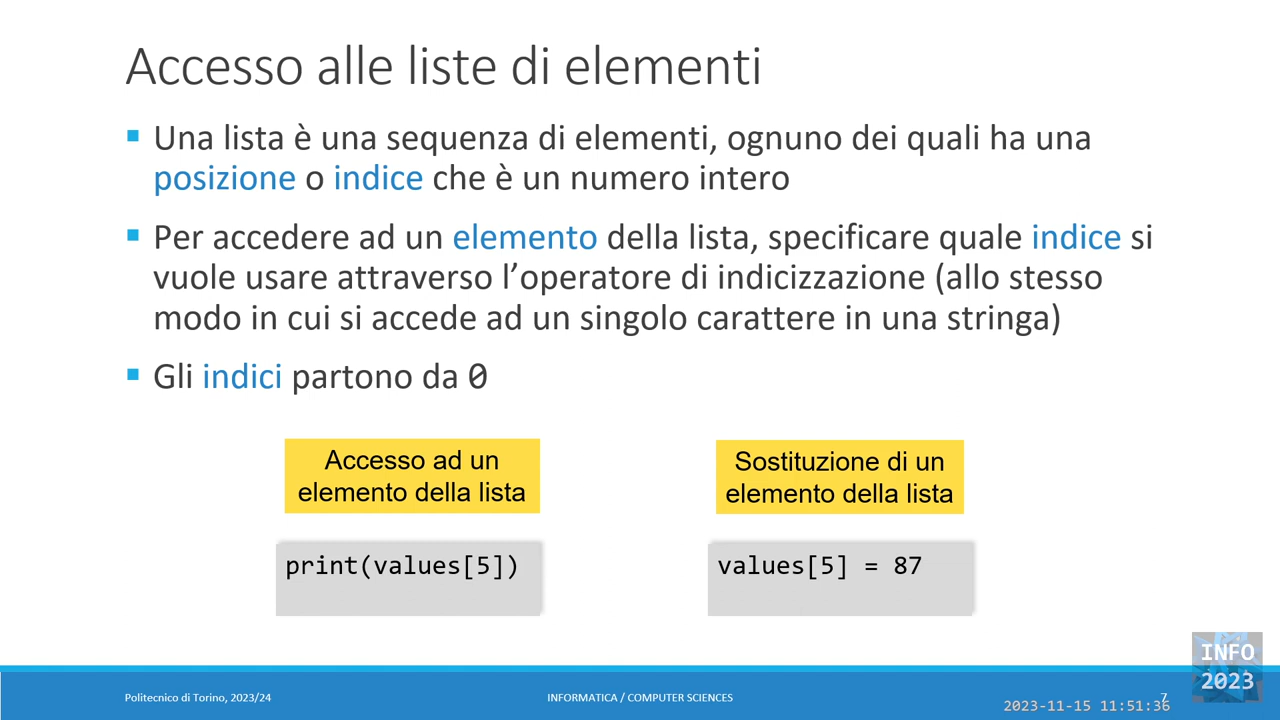 Accesso alle liste di elementi
Una lista è una sequenza di elementi, ognuno dei quali ha una
posizione o indice che è un numero intero
Per accedere ad un elemento della lista, specificare quale indice si
vuole usare attraverso l’operatore di indicizzazione (allo stesso
modo in cui si accede ad un singolo carattere in una stringa)
Gli indici partono da 0
Accesso ad un
elemento della lista
print(values[5])
Sostituzione di un
elemento della lista
values[5] = 87
Politecnico di Torino, 2023/24
INFORMATICA / COMPUTER SCIENCES
7
2023-11-15 11:51:36
INFO
2023